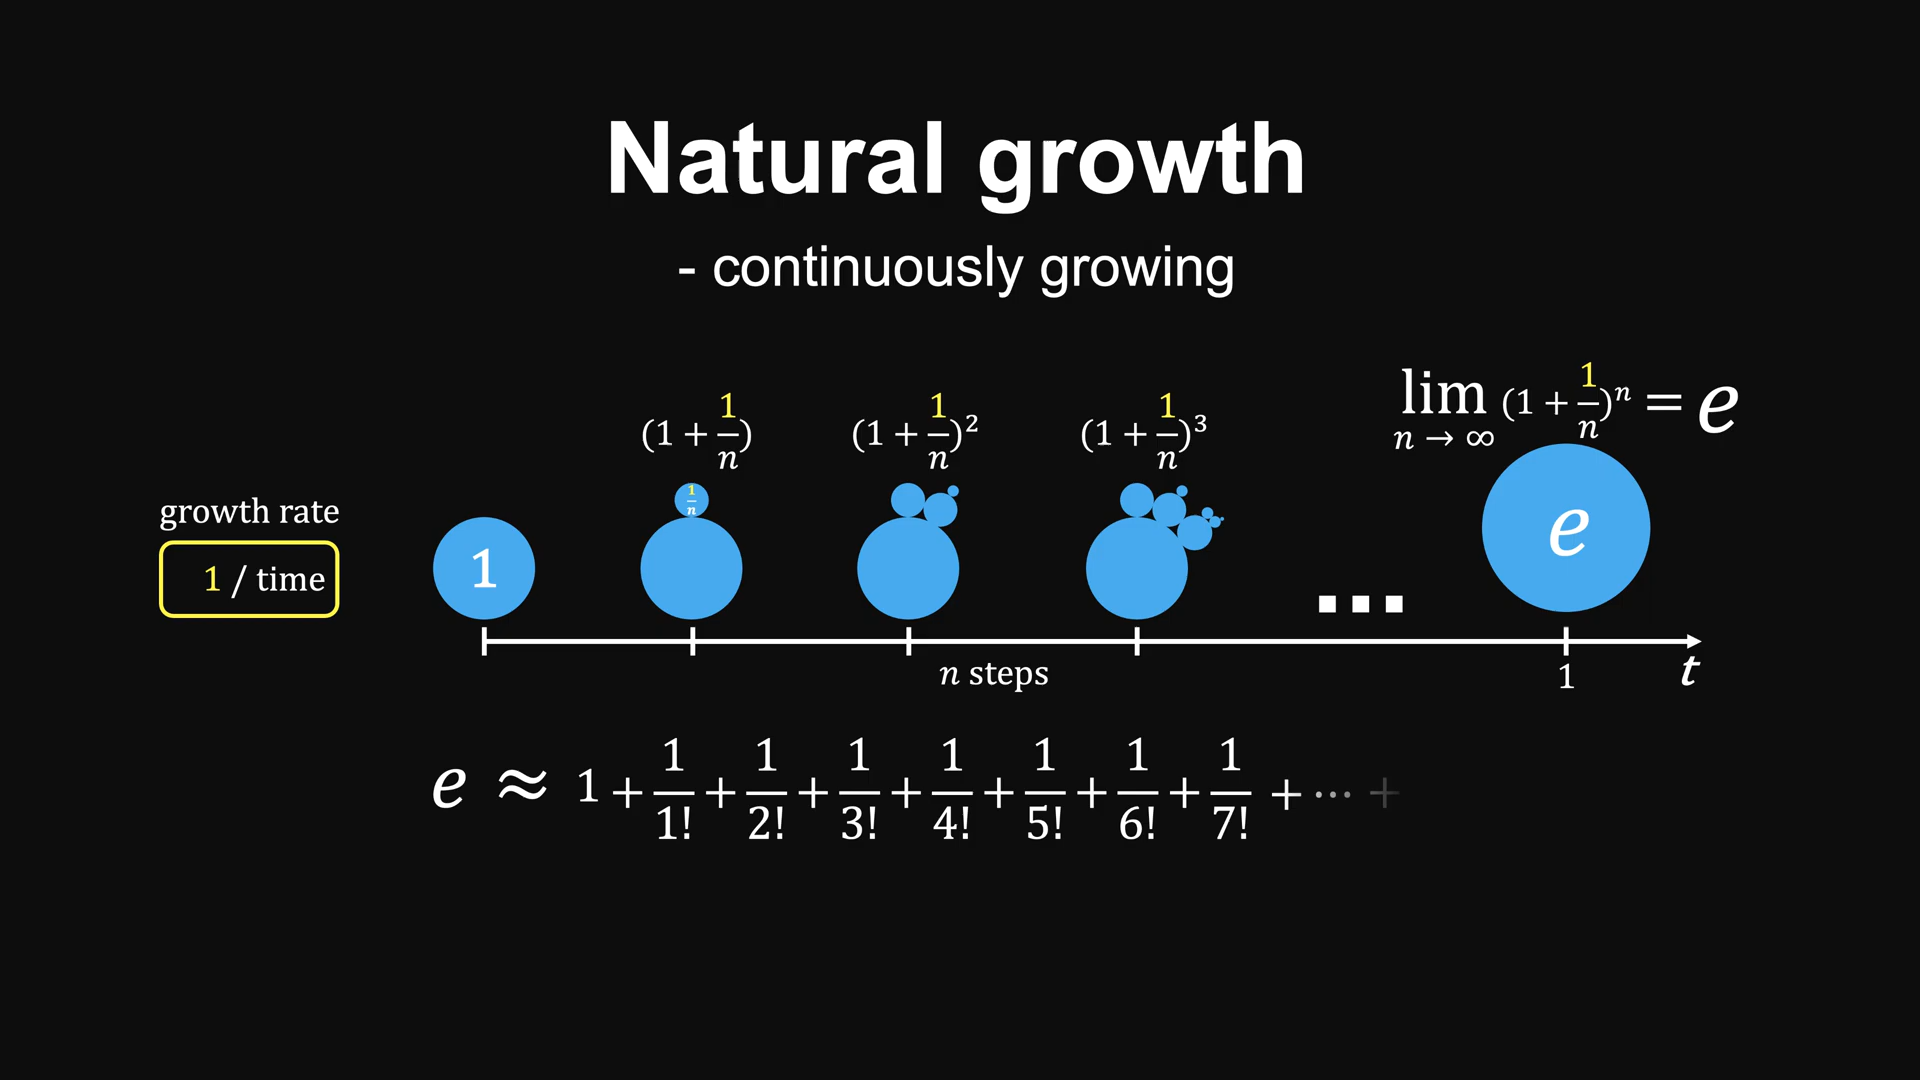 Natural growth
- continuously growing
growth rate
1 / time
1
(1 + 1/n)
1/n
(1 + 1/n)²
(1 + 1/n)³
...
lim n → ∞ (1 + 1/n)ⁿ = e
e
n steps
1
t
e ≈ 1 + 1/1! + 1/2! + 1/3! + 1/4! + 1/5! + 1/6! + 1/7! + ⋯ +